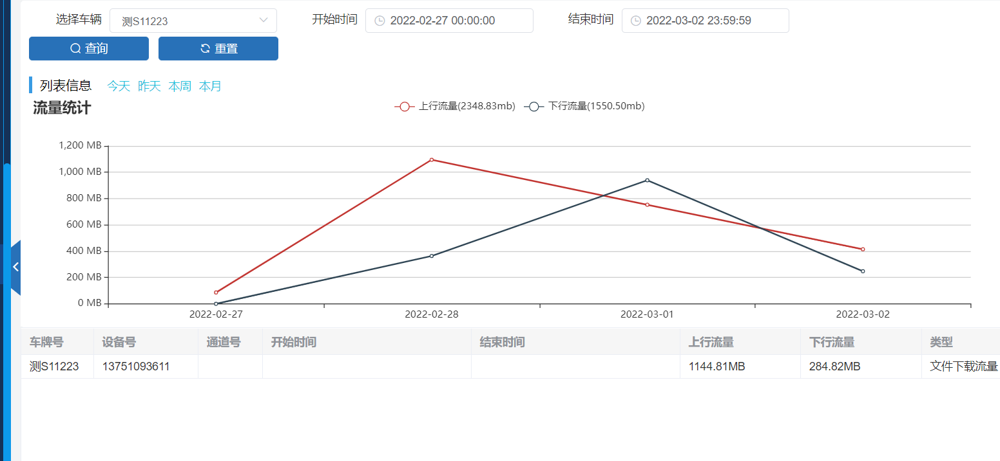 选择车辆 测S11223 开始时间 2022-02-27 00:00:00 结束时间 2022-03-02 23:59:59
查询 重置
列表信息 今天 昨天 本周 本月
流量统计 上行流量(2348.83mb) 下行流量(1550.50mb)
1,200 MB
1,000 MB
800 MB
600 MB
400 MB
200 MB
0 MB
2022-02-27 2022-02-28 2022-03-01 2022-03-02
车牌号 设备号 通道号 开始时间 结束时间 上行流量 下行流量 类型
测S11223 13751093611 1144.81MB 284.82MB 文件下载流量